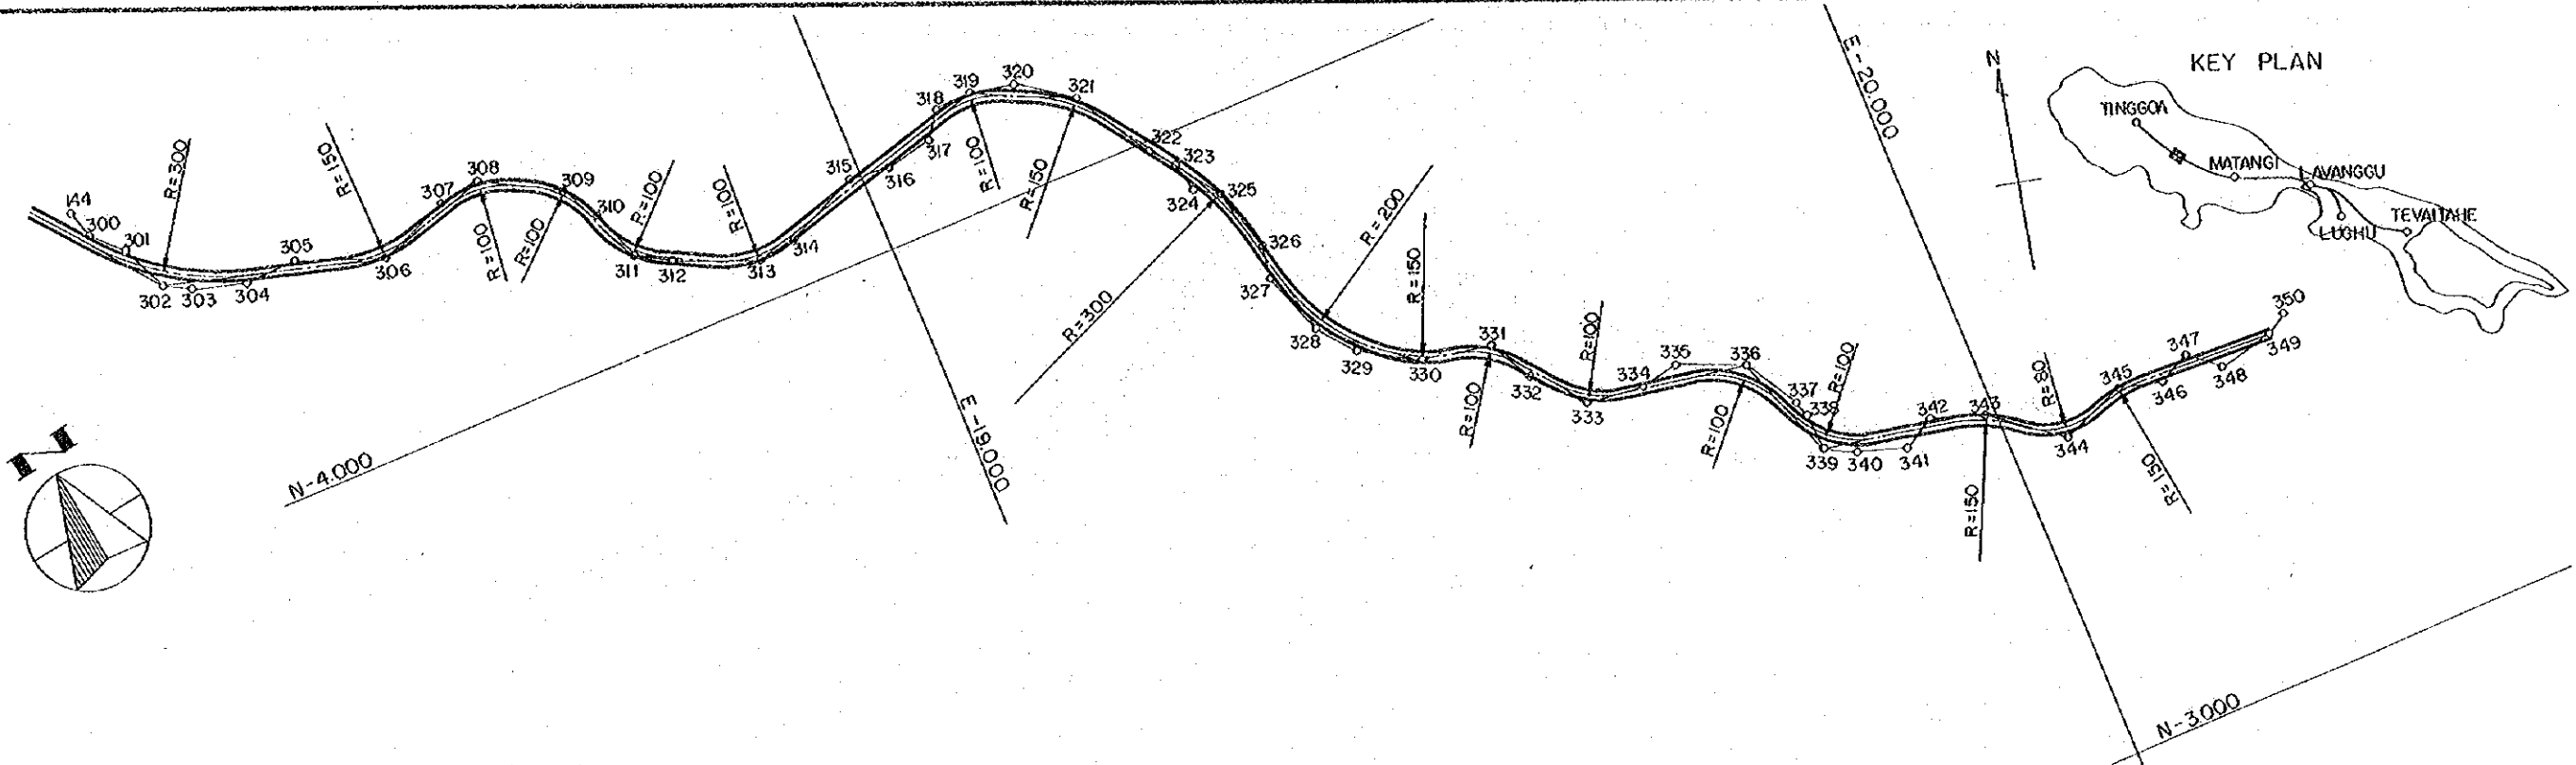 KEY PLAN
N
TINGGOA
MATANGI
LAVANGGU
LUGHU
TEVAITAHE
144
300
301
302
303
304
305
306
307
308
309
310
311
312
313
314
315
316
317
318
319
320
321
322
323
324
325
326
327
328
329
330
331
332
333
334
335
336
337
338
339
340
341
342
343
344
345
346
347
348
349
350
R=300
R=150
R=100
R=100
R=100
R=100
R=100
R=150
R=300
R=200
R=150
R=100
R=100
R=100
R=100
R=150
R=80
R=150
E-19.000
E-20.000
N-4.000
N-3.000
N